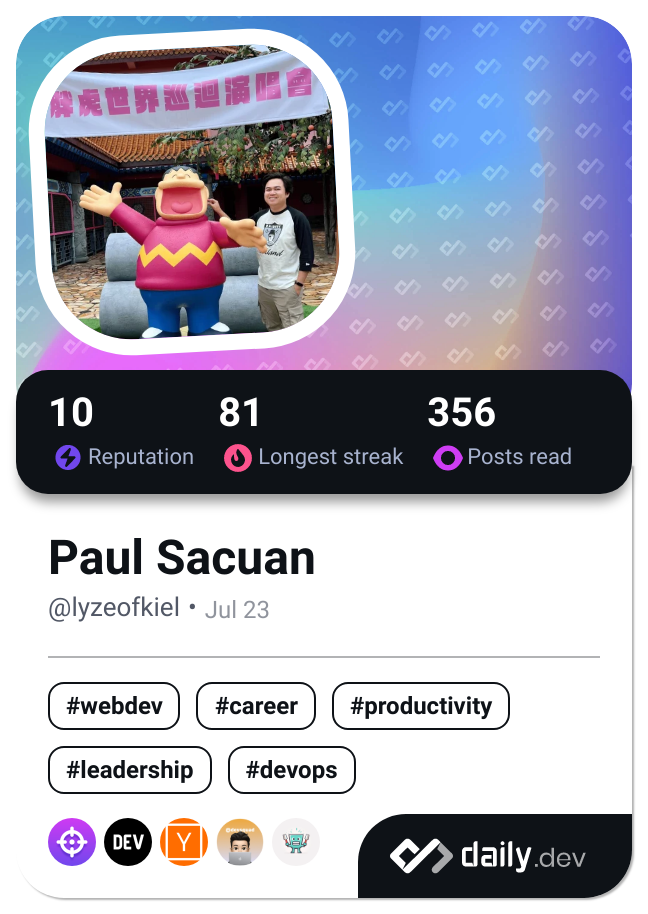 胖虎世界巡迴演唱會
10
81
356
Reputation
Longest streak
Posts read
Paul Sacuan
@lyzeofkiel • Jul 23
#webdev
#career
#productivity
#leadership
#devops
DEV
Y
daily.dev